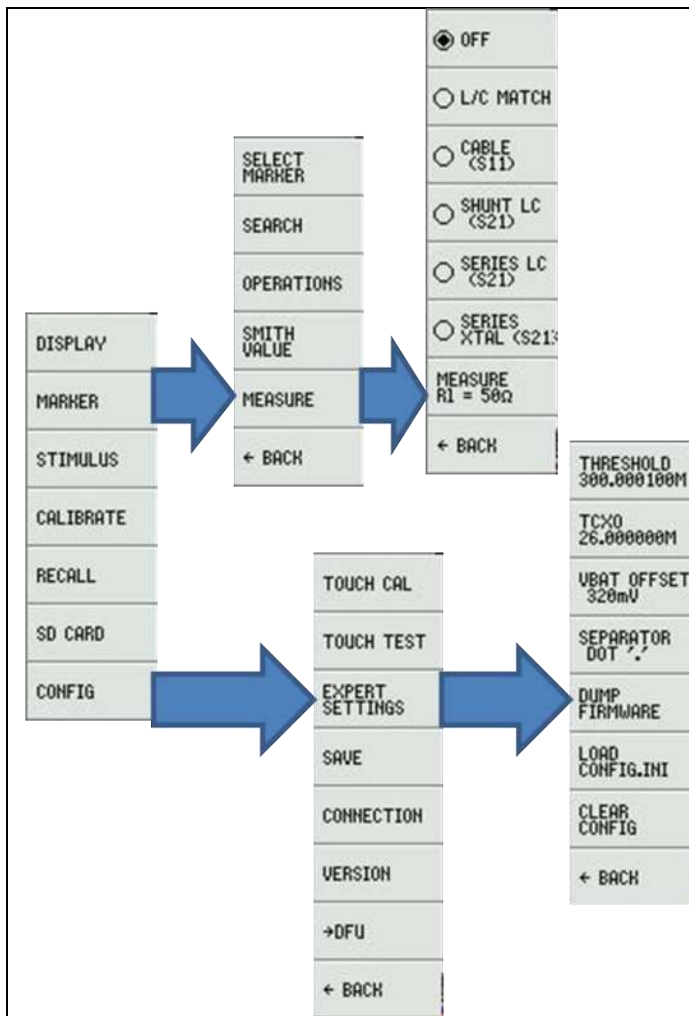 DISPLAY
MARKER
STIMULUS
CALIBRATE
RECALL
SD CARD
CONFIG
SELECT
MARKER
SEARCH
OPERATIONS
SMITH
VALUE
MEASURE
← BACK
OFF
L/C MATCH
CABLE
(S11)
SHUNT LC
(S21)
SERIES LC
(S21)
SERIES
XTAL (S21)
MEASURE
Rl = 50Ω
← BACK
TOUCH CAL
TOUCH TEST
EXPERT
SETTINGS
SAVE
CONNECTION
VERSION
→DFU
← BACK
THRESHOLD
300.000100M
TCXO
26.000000M
VBAT OFFSET
320mV
SEPARATOR
DOT '.'
DUMP
FIRMWARE
LOAD
CONFIG.INI
CLEAR
CONFIG
← BACK